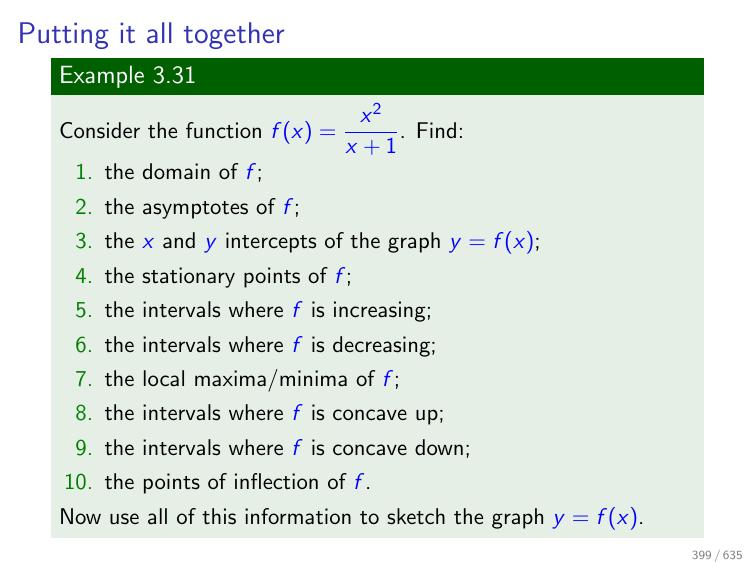 Putting it all together
Example 3.31
Consider the function f(x) = x²/(x + 1). Find:
1. the domain of f;
2. the asymptotes of f;
3. the x and y intercepts of the graph y = f(x);
4. the stationary points of f;
5. the intervals where f is increasing;
6. the intervals where f is decreasing;
7. the local maxima/minima of f;
8. the intervals where f is concave up;
9. the intervals where f is concave down;
10. the points of inflection of f.
Now use all of this information to sketch the graph y = f(x).
399 / 635